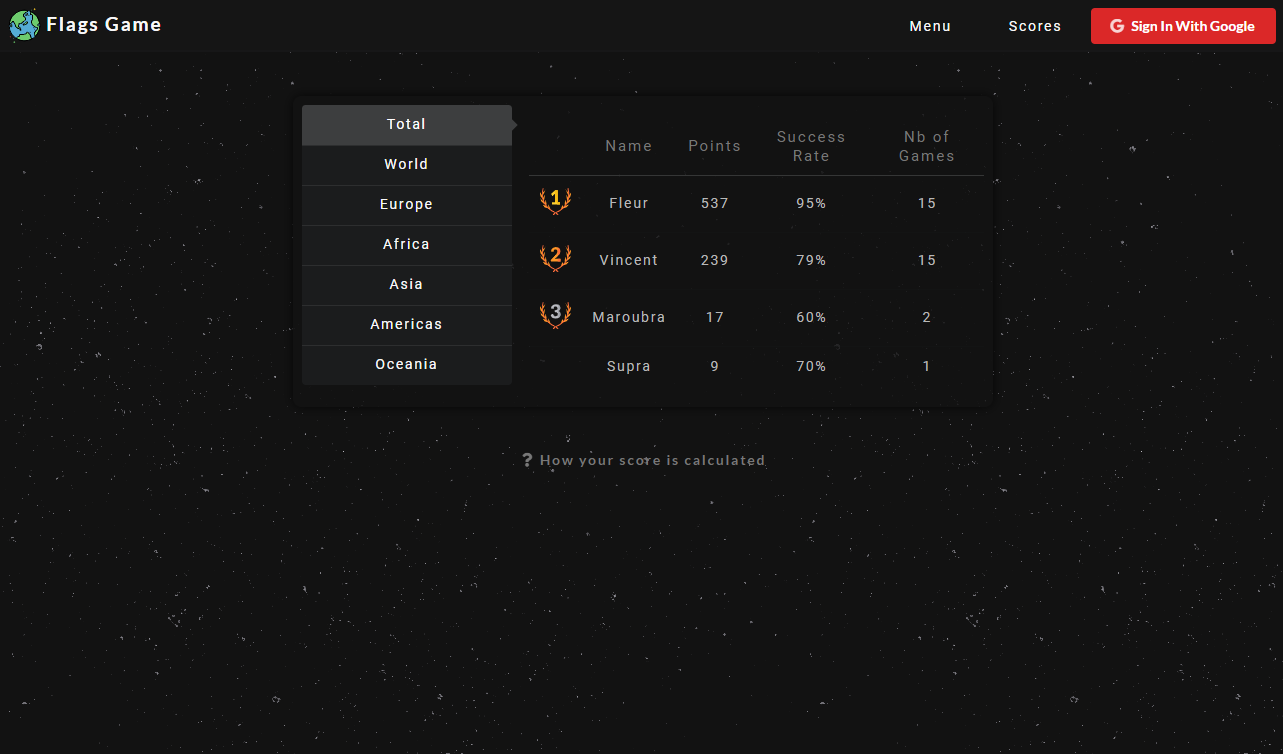 Flags Game
Menu
Scores
Sign In With Google
Total
World
Europe
Africa
Asia
Americas
Oceania
Name Points Success Rate Nb of Games
1 Fleur 537 95% 15
2 Vincent 239 79% 15
3 Maroubra 17 60% 2
Supra 9 70% 1
? How your score is calculated